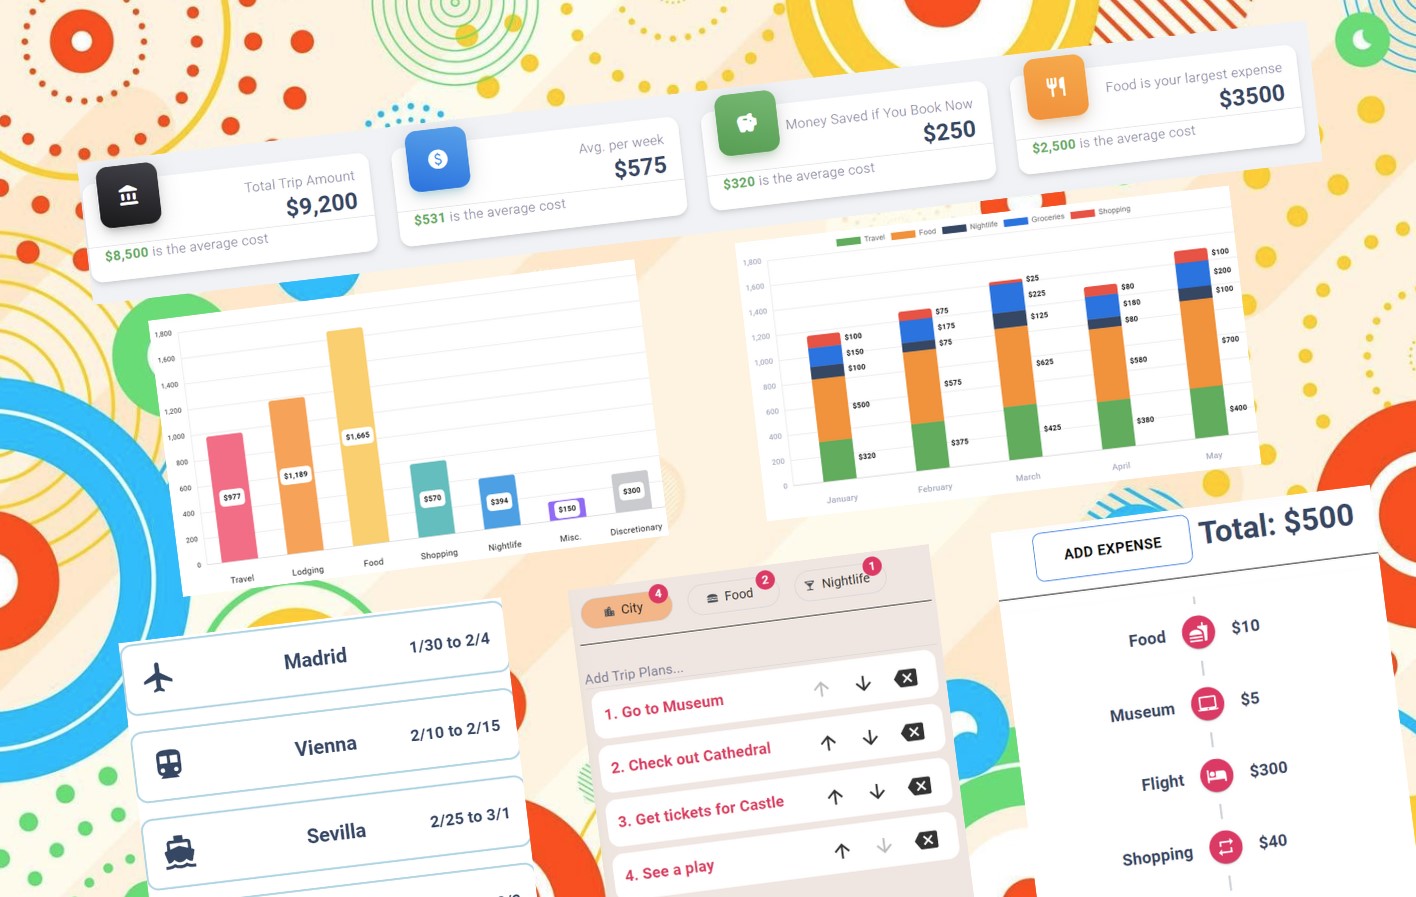 Total Trip Amount
$9,200
$8,500 is the average cost
Avg. per week
$575
$531 is the average cost
Money Saved if You Book Now
$250
$320 is the average cost
Food is your largest expense
$3500
$2,500 is the average cost
1,800
1,600
1,400
1,200
1,000
800
600
400
200
0
$977
$1,189
$1,665
$570
$394
$150
$300
Travel
Lodging
Food
Shopping
Nightlife
Misc.
Discretionary
Travel Food Nightlife Groceries Shopping
1,800
1,600
1,400
1,200
1,000
800
600
400
200
0
$100
$150
$100
$500
$320
$75
$175
$75
$575
$375
$25
$225
$125
$625
$425
$80
$180
$80
$580
$380
$100
$200
$100
$700
$400
January
February
March
April
May
Madrid 1/30 to 2/4
Vienna 2/10 to 2/15
Sevilla 2/25 to 3/1
City 4
Food 2
Nightlife 1
Add Trip Plans...
1. Go to Museum
2. Check out Cathedral
3. Get tickets for Castle
4. See a play
ADD EXPENSE
Total: $500
Food $10
Museum $5
Flight $300
Shopping $40